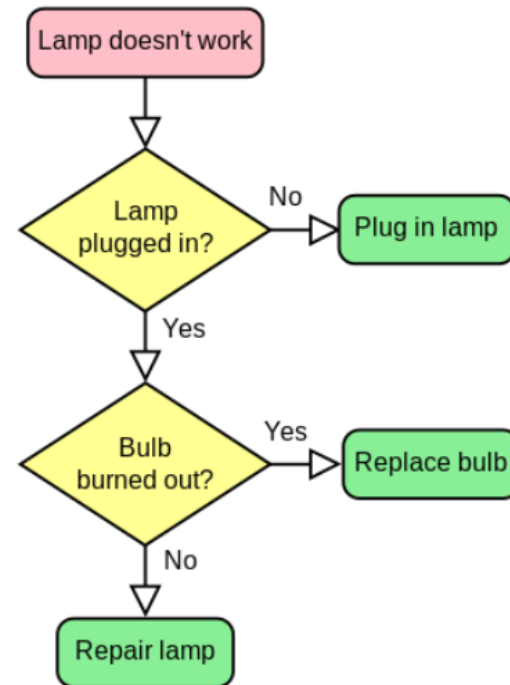 Lamp doesn't work
Lamp
plugged in?
No
Plug in lamp
Yes
Bulb
burned out?
Yes
Replace bulb
No
Repair lamp